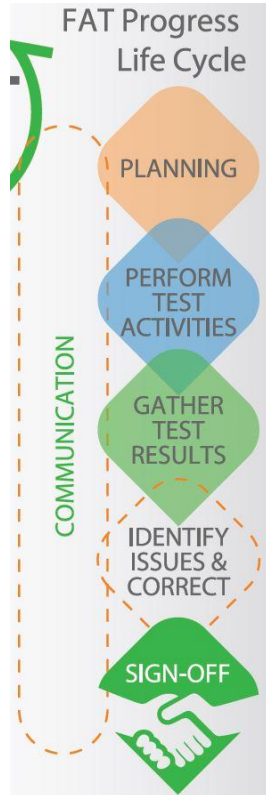 FAT Progress
Life Cycle
PLANNING
PERFORM
TEST
ACTIVITIES
GATHER
TEST
RESULTS
IDENTIFY
ISSUES &
CORRECT
SIGN-OFF
COMMUNICATION